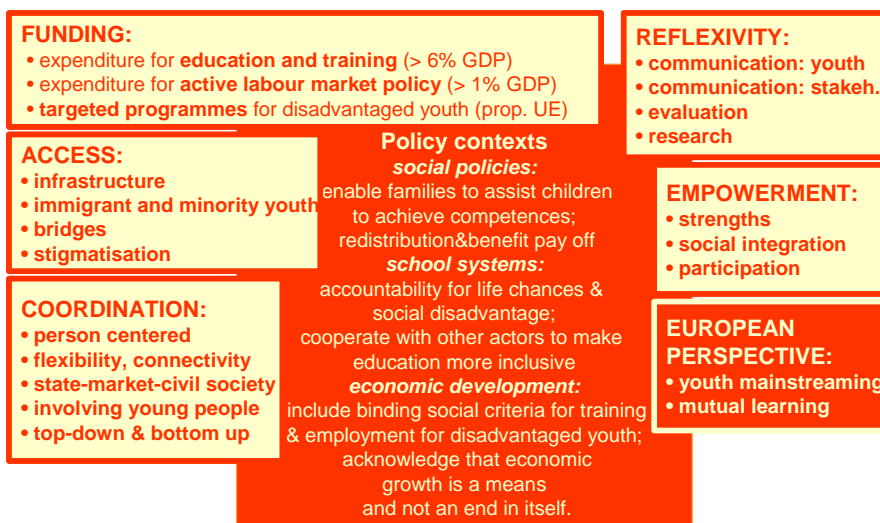 FUNDING:
• expenditure for education and training (> 6% GDP)
• expenditure for active labour market policy (> 1% GDP)
• targeted programmes for disadvantaged youth (prop. UE)
ACCESS:
• infrastructure
• immigrant and minority youth
• bridges
• stigmatisation
COORDINATION:
• person centered
• flexibility, connectivity
• state-market-civil society
• involving young people
• top-down & bottom up
Policy contexts
social policies:
enable families to assist children
to achieve competences;
redistribution&benefit pay off
school systems:
accountability for life chances &
social disadvantage;
cooperate with other actors to make
education more inclusive
economic development:
include binding social criteria for training
& employment for disadvantaged youth;
acknowledge that economic
growth is a means
and not an end in itself.
REFLEXIVITY:
• communication: youth
• communication: stakeh.
• evaluation
• research
EMPOWERMENT:
• strengths
• social integration
• participation
EUROPEAN
PERSPECTIVE:
• youth mainstreaming
• mutual learning